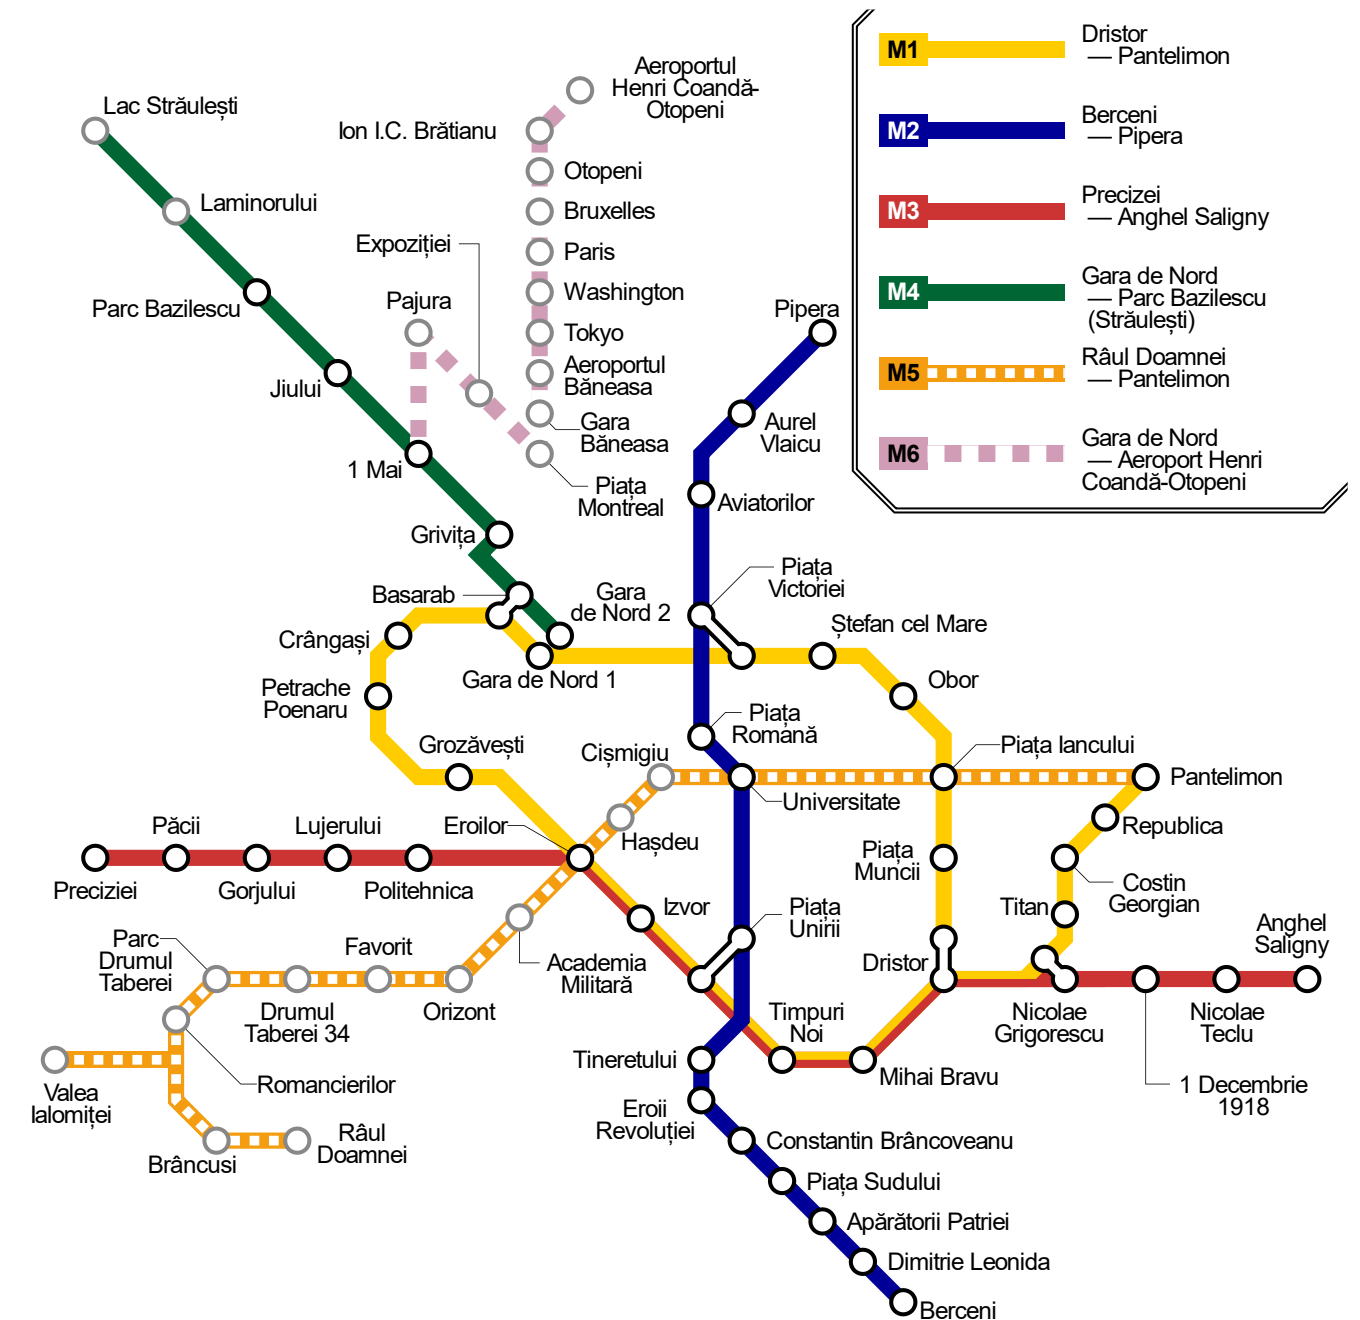 Aeroportul
Henri Coandă-
Otopeni
Lac Străulești
Ion I.C. Brătianu
Otopeni
Laminorului
Bruxelles
Expoziției
Paris
Parc Bazilescu
Pajura
Washington
Tokyo
Pipera
Jiului
Aeroportul
Băneasa
Gara
Băneasa
Aurel
Vlaicu
1 Mai
Piața
Montreal
Aviatorilor
Grivița
Piața
Victoriei
Basarab
Gara
de Nord 2
Crângași
Ștefan cel Mare
Gara de Nord 1
Obor
Petrache
Poenaru
Piața
Romană
Grozăvești
Cișmigiu
Piața Iancului
Pantelimon
Universitate
Păcii
Lujerului
Eroilor
Hașdeu
Republica
Piața
Muncii
Preciziei
Gorjului
Politehnica
Costin
Georgian
Izvor
Piața
Unirii
Titan
Anghel
Saligny
Parc
Drumul
Taberei
Favorit
Academia
Militară
Dristor
Drumul
Taberei 34
Orizont
Timpuri
Noi
Nicolae
Grigorescu
Nicolae
Teclu
Tineretului
Mihai Bravu
Valea
Ialomiței
Romancierilor
1 Decembrie
1918
Eroii
Revoluției
Brâncusi
Râul
Doamnei
Constantin Brâncoveanu
Piața Sudului
Apărătorii Patriei
Dimitrie Leonida
Berceni
M1
Dristor
— Pantelimon
M2
Berceni
— Pipera
M3
Precizei
— Anghel Saligny
M4
Gara de Nord
— Parc Bazilescu
(Străulești)
M5
Râul Doamnei
— Pantelimon
M6
Gara de Nord
— Aeroport Henri
Coandă-Otopeni